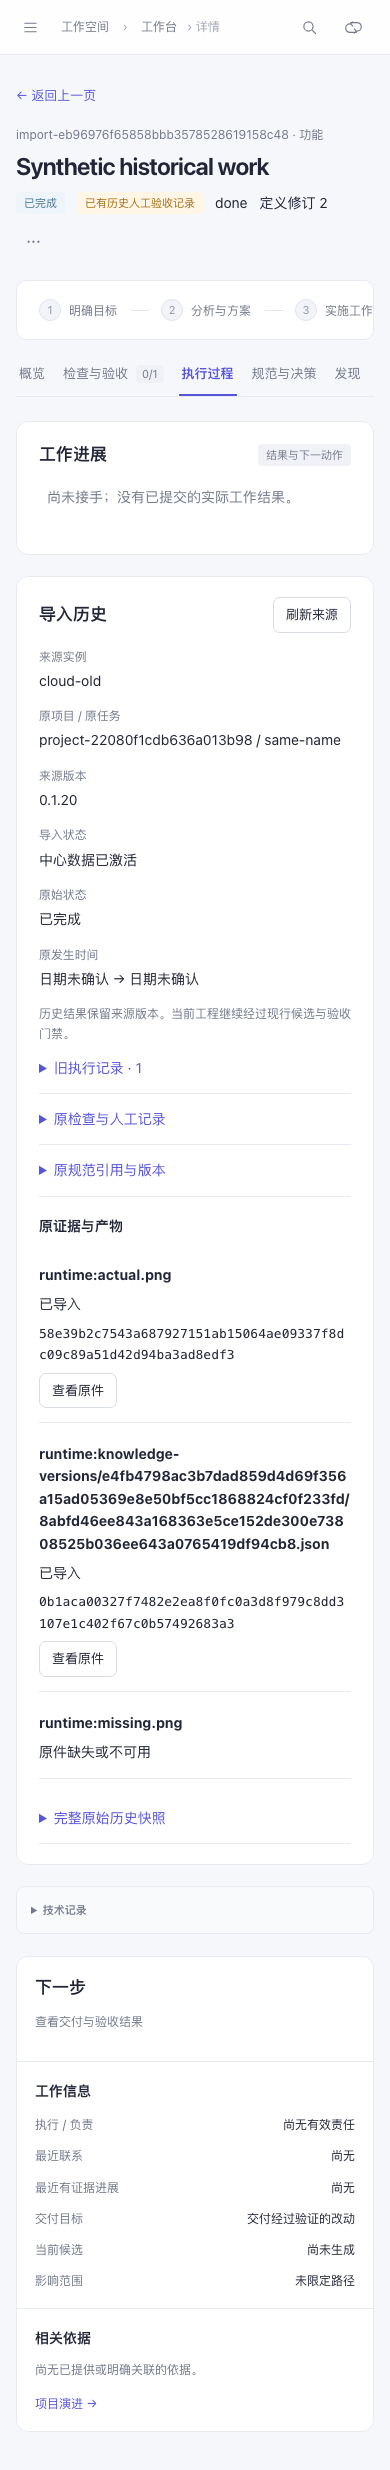 工作空间 › 工作台 › 详情
← 返回上一页
import-eb96976f65858bbb3578528619158c48 · 功能
Synthetic historical work
已完成 已有历史人工验收记录 done 定义修订 2
...
1 明确目标 2 分析与方案 3 实施工作
概览 检查与验收 0/1 执行过程 规范与决策 发现
工作进展 结果与下一动作
尚未接手；没有已提交的实际工作结果。
导入历史 刷新来源
来源实例
cloud-old
原项目 / 原任务
project-22080f1cdb636a013b98 / same-name
来源版本
0.1.20
导入状态
中心数据已激活
原始状态
已完成
原发生时间
日期未确认 → 日期未确认
历史结果保留来源版本。当前工程继续经过现行候选与验收
门禁。
▶ 旧执行记录 · 1
▶ 原检查与人工记录
▶ 原规范引用与版本
原证据与产物
runtime:actual.png
已导入
58e39b2c7543a687927151ab15064ae09337f8d
c09c89a51d42d94ba3ad8edf3
查看原件
runtime:knowledge-
versions/e4fb4798ac3b7dad859d4d69f356
a15ad05369e8e50bf5cc1868824cf0f233fd/
8abfd46ee843a168363e5ce152de300e738
08525b036ee643a0765419df94cb8.json
已导入
0b1aca00327f7482e2ea8f0fc0a3d8f979c8dd3
107e1c402f67c0b57492683a3
查看原件
runtime:missing.png
原件缺失或不可用
▶ 完整原始历史快照
▶ 技术记录
下一步
查看交付与验收结果
工作信息
执行 / 负责 尚无有效责任
最近联系 尚无
最近有证据进展 尚无
交付目标 交付经过验证的改动
当前候选 尚未生成
影响范围 未限定路径
相关依据
尚无已提供或明确关联的依据。
项目演进 →